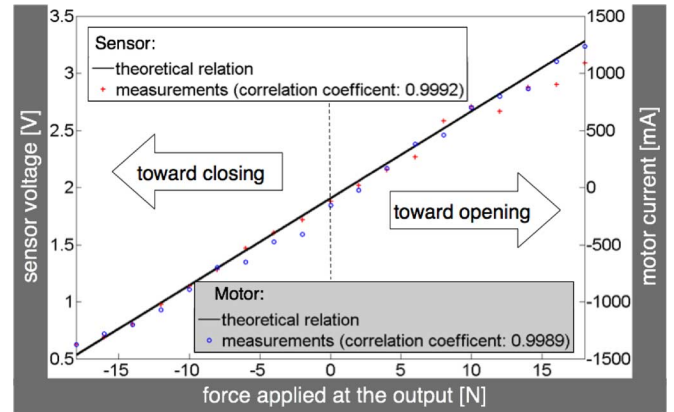 3.5
3
2.5
2
1.5
1
0.5
sensor voltage [V]
Sensor:
theoretical relation
measurements (correlation coefficent: 0.9992)
toward closing
toward opening
Motor:
theoretical relation
measurements (correlation coefficent: 0.9989)
1500
1000
500
0
-500
-1000
-1500
motor current [mA]
-15 -10 -5 0 5 10 15
force applied at the output [N]